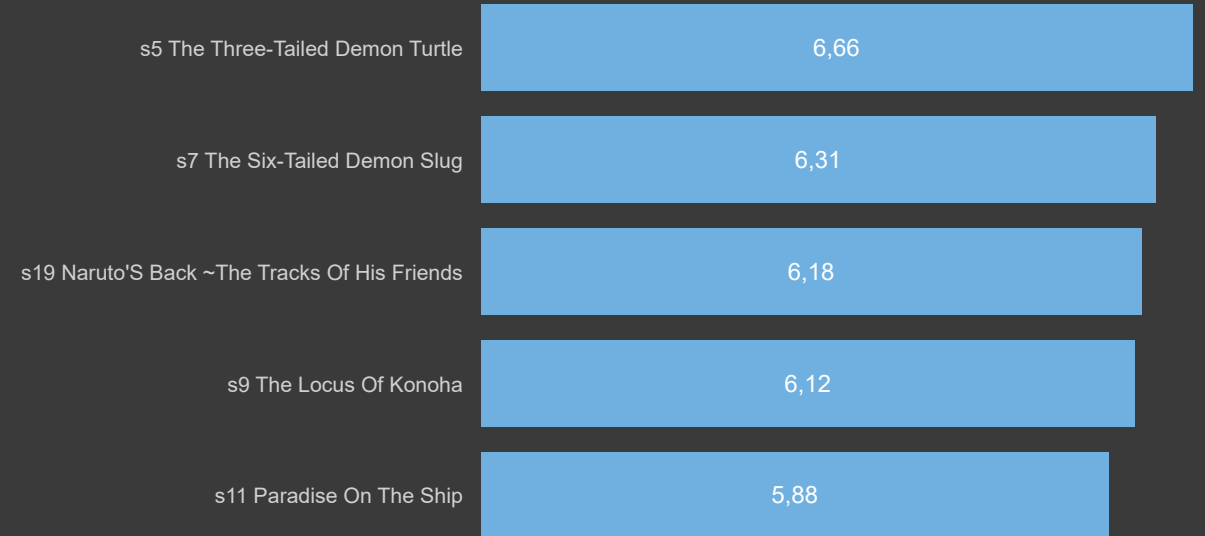 s5 The Three-Tailed Demon Turtle 6,66
s7 The Six-Tailed Demon Slug 6,31
s19 Naruto'S Back ~The Tracks Of His Friends 6,18
s9 The Locus Of Konoha 6,12
s11 Paradise On The Ship 5,88